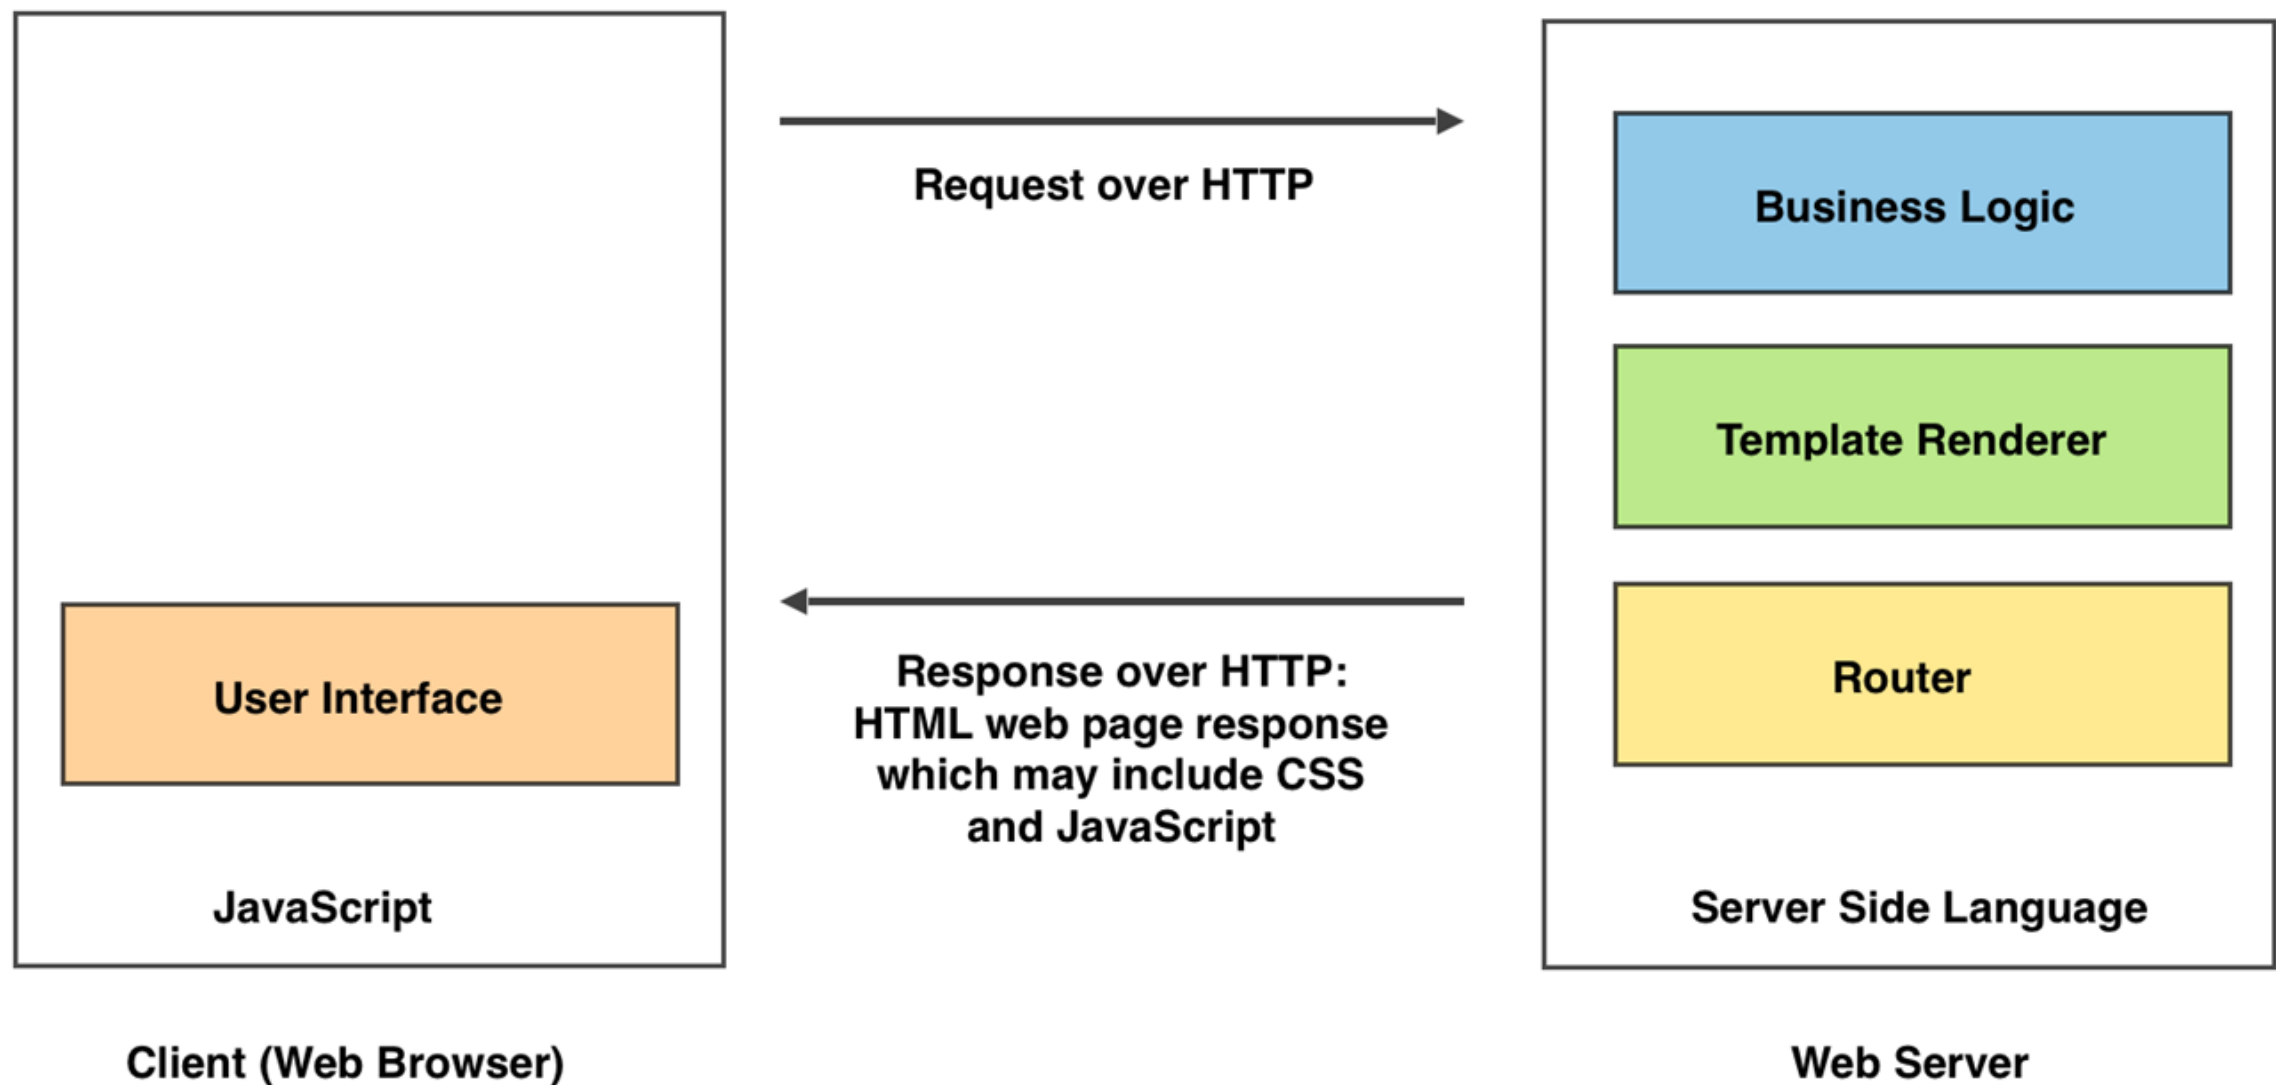 Request over HTTP
Business Logic
Template Renderer
User Interface
Response over HTTP:
HTML web page response
which may include CSS
and JavaScript
Router
JavaScript
Server Side Language
Client (Web Browser)
Web Server